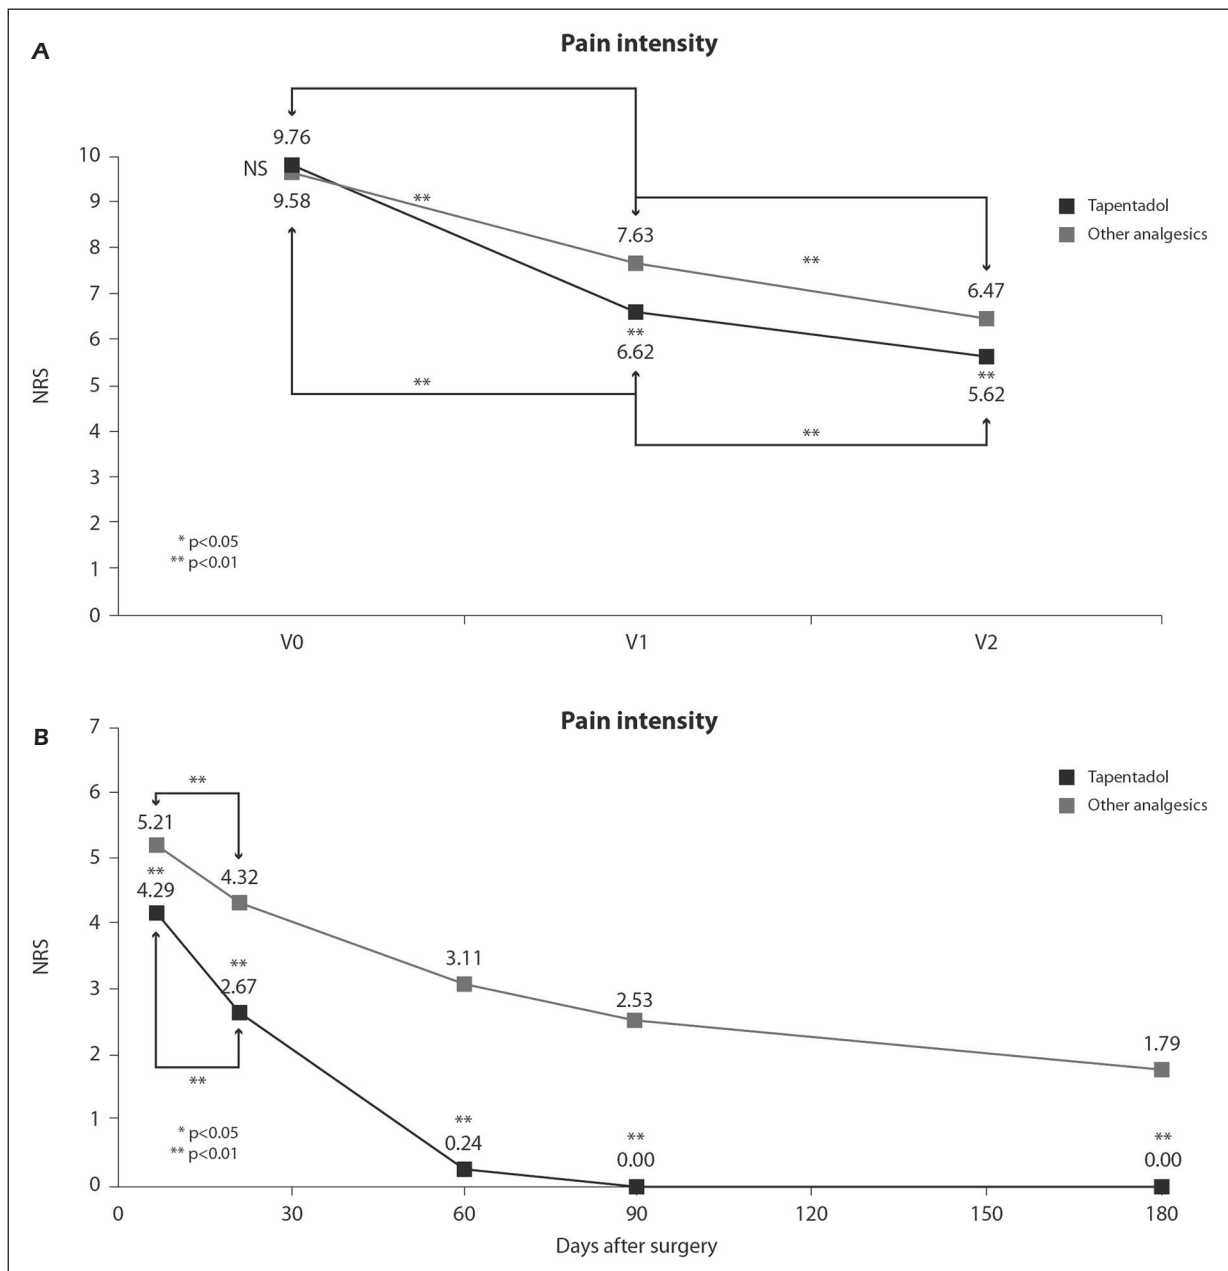 A
Pain intensity
9.76
10
NS
9
9.58
**
Tapentadol
Other analgesics
8
7.63
**
7
6.47
6
**
6.62
**
5.62
NRS
5
**
4
**
3
2
* p<0.05
** p<0.01
1
0
V0 V1 V2
B
Pain intensity
7
Tapentadol
Other analgesics
**
6
5.21
5
**
4.29
4.32
4
**
2.67
3.11
NRS
3
2.53
2
**
1.79
* p<0.05
** p<0.01
1
**
0.24
**
0.00
**
0.00
0
0 30 60 90 120 150 180
Days after surgery